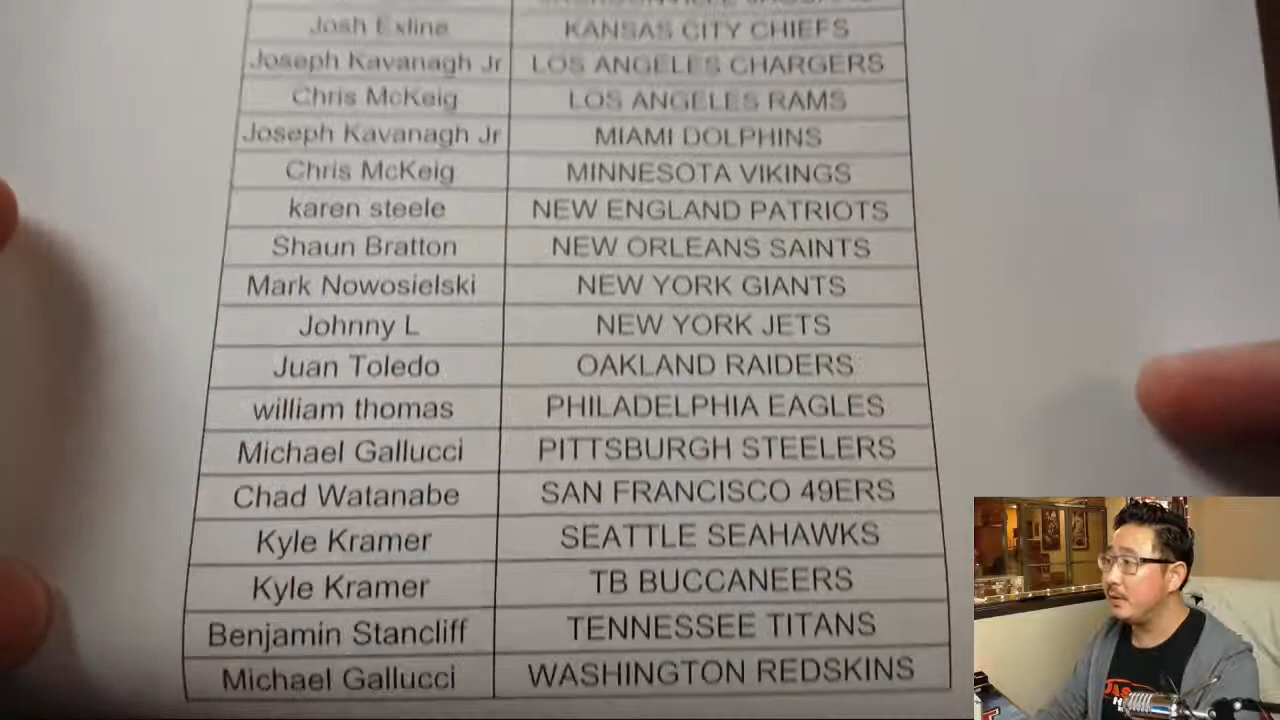 Josh Exline KANSAS CITY CHIEFS
Joseph Kavanagh Jr LOS ANGELES CHARGERS
Chris McKeig LOS ANGELES RAMS
Joseph Kavanagh Jr MIAMI DOLPHINS
Chris McKeig MINNESOTA VIKINGS
karen steele NEW ENGLAND PATRIOTS
Shaun Bratton NEW ORLEANS SAINTS
Mark Nowosielski NEW YORK GIANTS
Johnny L NEW YORK JETS
Juan Toledo OAKLAND RAIDERS
william thomas PHILADELPHIA EAGLES
Michael Gallucci PITTSBURGH STEELERS
Chad Watanabe SAN FRANCISCO 49ERS
Kyle Kramer SEATTLE SEAHAWKS
Kyle Kramer TB BUCCANEERS
Benjamin Stancliff TENNESSEE TITANS
Michael Gallucci WASHINGTON REDSKINS